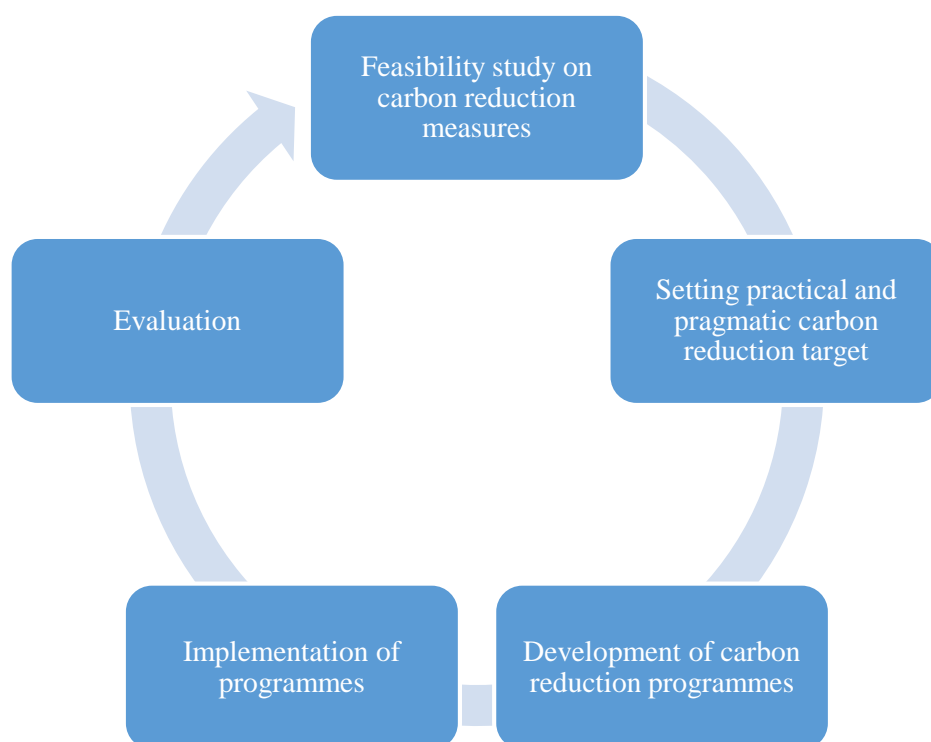 Feasibility study on
carbon reduction
measures
Setting practical and
pragmatic carbon
reduction target
Development of carbon
reduction programmes
Implementation of
programmes
Evaluation